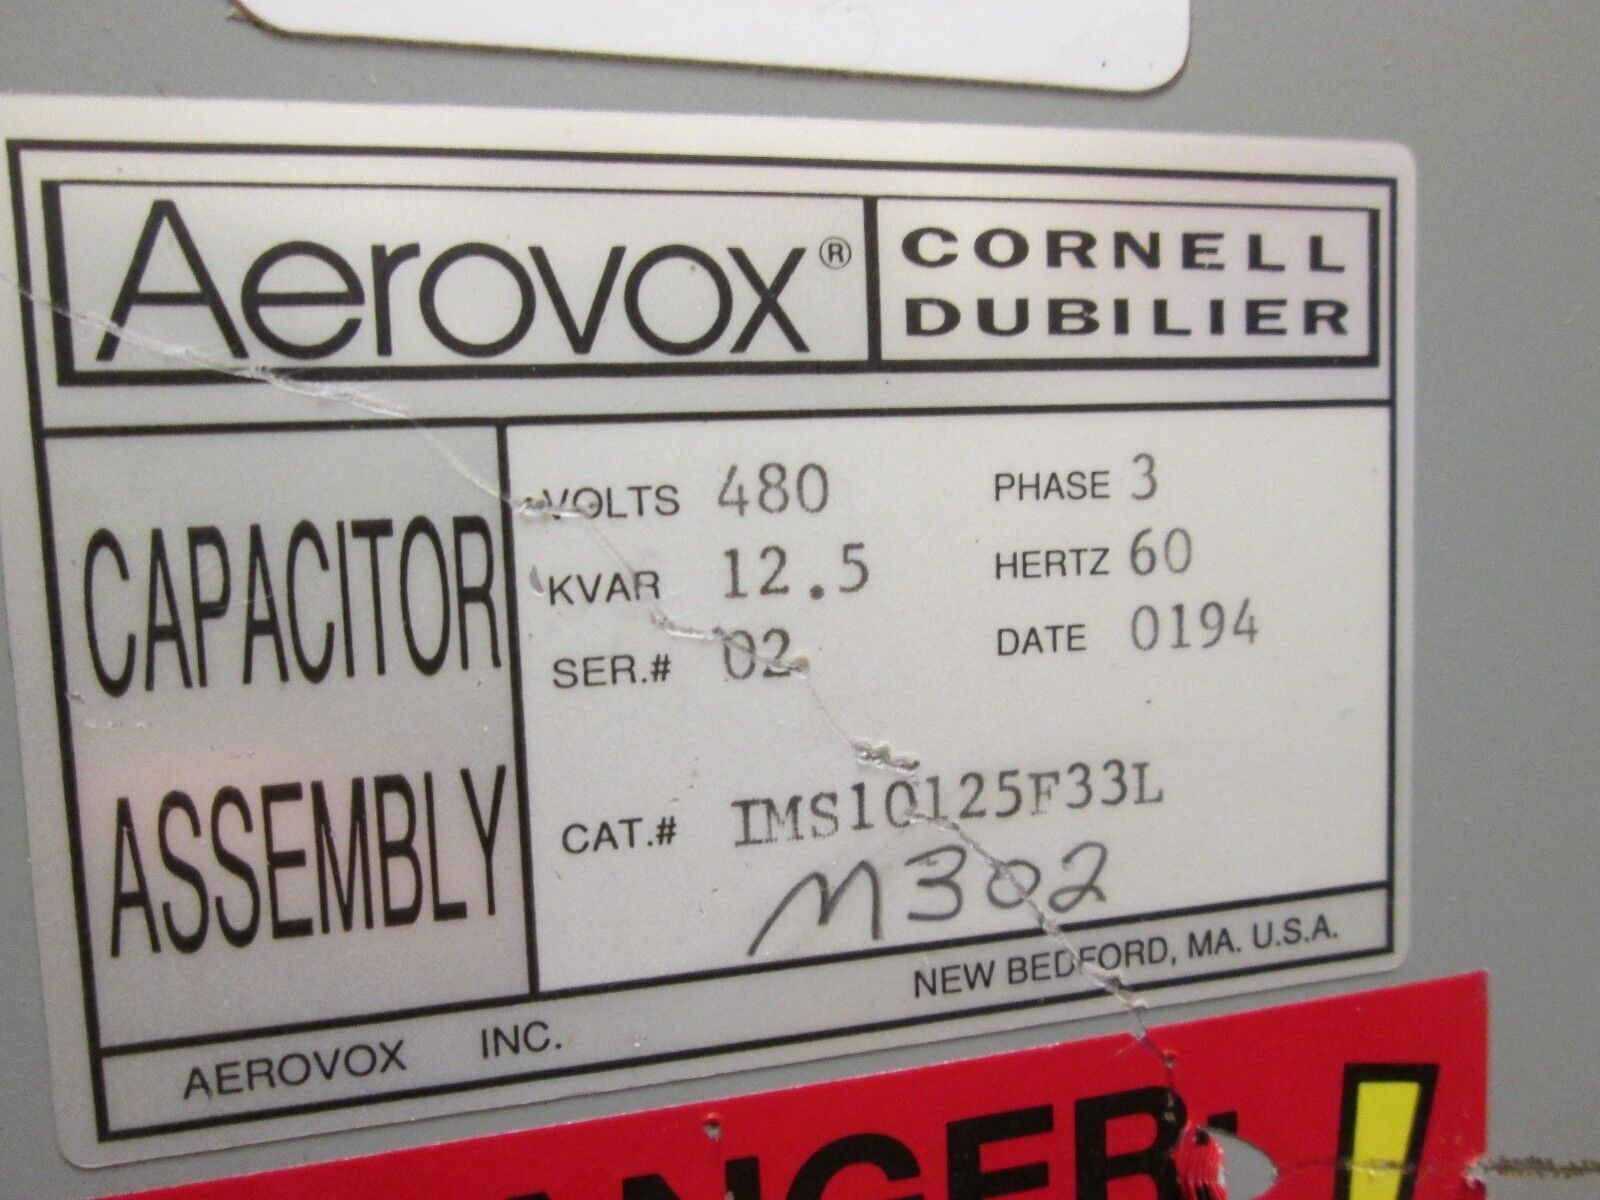 Aerovox® CORNELL DUBILIER
CAPACITOR ASSEMBLY
VOLTS 480 PHASE 3
KVAR 12.5 HERTZ 60
SER.# 02 DATE 0194
CAT.# IMS10125F33L
M302
AEROVOX INC. NEW BEDFORD, MA. U.S.A.